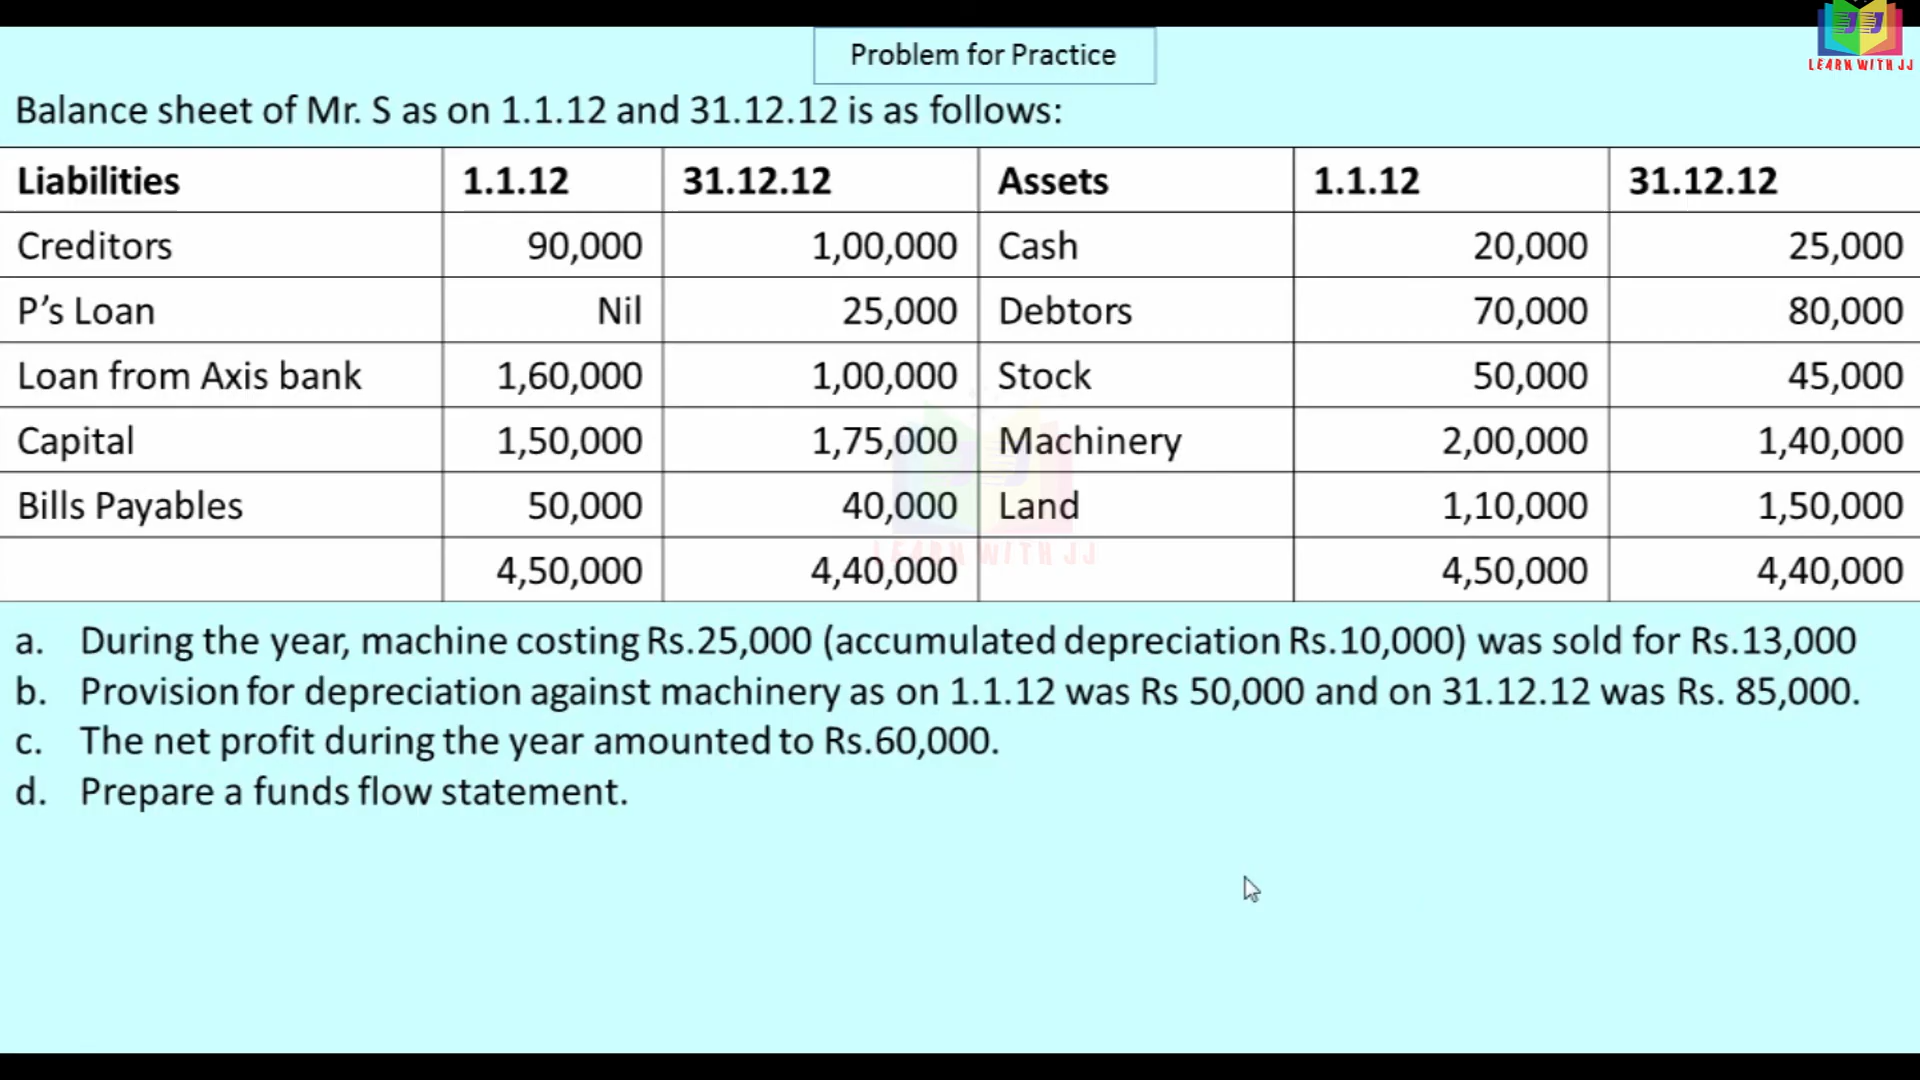 LEARN WITH JJ
Problem for Practice
Balance sheet of Mr. S as on 1.1.12 and 31.12.12 is as follows:
Liabilities 1.1.12 31.12.12 Assets 1.1.12 31.12.12
Creditors 90,000 1,00,000 Cash 20,000 25,000
P’s Loan Nil 25,000 Debtors 70,000 80,000
Loan from Axis bank 1,60,000 1,00,000 Stock 50,000 45,000
Capital 1,50,000 1,75,000 Machinery 2,00,000 1,40,000
Bills Payables 50,000 40,000 Land 1,10,000 1,50,000
LEARN WITH JJ
4,50,000 4,40,000 4,50,000 4,40,000
a. During the year, machine costing Rs.25,000 (accumulated depreciation Rs.10,000) was sold for Rs.13,000
b. Provision for depreciation against machinery as on 1.1.12 was Rs 50,000 and on 31.12.12 was Rs. 85,000.
c. The net profit during the year amounted to Rs.60,000.
d. Prepare a funds flow statement.